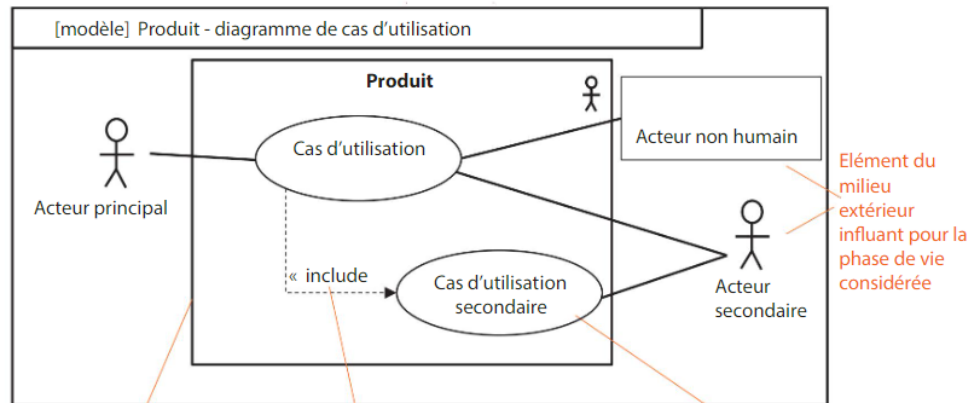 [modèle] Produit - diagramme de cas d'utilisation
Produit
Cas d'utilisation
Acteur non humain
Acteur principal
Elément du
milieu
extérieur
influant pour la
phase de vie
considérée
« include
Cas d'utilisation
secondaire
Acteur
secondaire